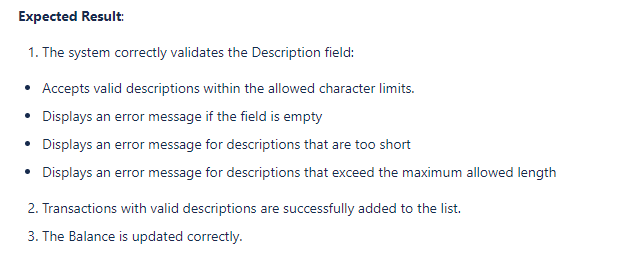 Expected Result:
1. The system correctly validates the Description field:
• Accepts valid descriptions within the allowed character limits.
• Displays an error message if the field is empty
• Displays an error message for descriptions that are too short
• Displays an error message for descriptions that exceed the maximum allowed length
2. Transactions with valid descriptions are successfully added to the list.
3. The Balance is updated correctly.